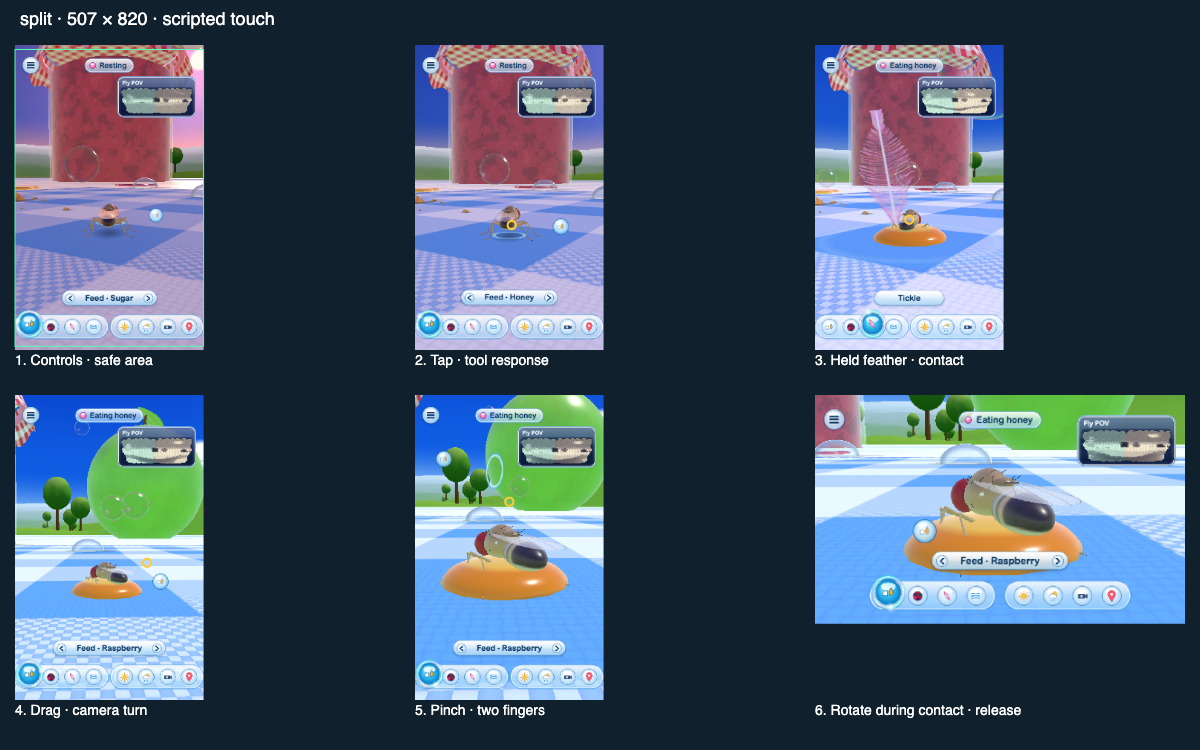 split · 507 × 820 · scripted touch
Resting
Fly POV
Feed · Sugar
1. Controls · safe area
Resting
Fly POV
Feed · Honey
2. Tap · tool response
Eating honey
Fly POV
Tickle
3. Held feather · contact
Eating honey
Fly POV
Feed · Raspberry
4. Drag · camera turn
Eating honey
Fly POV
Feed · Raspberry
5. Pinch · two fingers
Eating honey
Fly POV
Feed · Raspberry
6. Rotate during contact · release